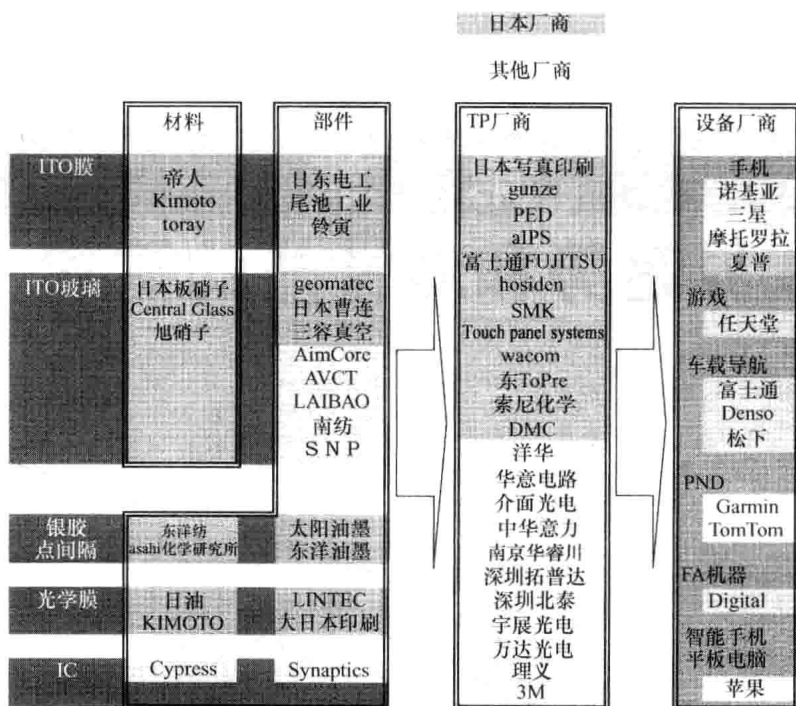 日本厂商
其他厂商
材料
部件
TP厂商
设备厂商
ITO膜
帝人
Kimoto
toray
日东电工
尾池工业
铃寅
ITO玻璃
日本板硝子
Central Glass
旭硝子
geomatec
日本曹连
三容真空
AimCore
AVCT
LAIBAO
南纺
S N P
银胶
点间隔
东洋纺
asahi化学研究所
太阳油墨
东洋油墨
光学膜
日油
KIMOTO
LINTEC
大日本印刷
IC
Cypress
Synaptics
日本写真印刷
gunze
PED
aIPS
富士通FUJITSU
hosiden
SMK
Touch panel systems
wacom
东ToPre
索尼化学
DMC
洋华
华意电路
介面光电
中华意力
南京华睿川
深圳拓普达
深圳北泰
宇展光电
万达光电
理义
3M
手机
诺基亚
三星
摩托罗拉
夏普
游戏
任天堂
车载导航
富士通
Denso
松下
PND
Garmin
TomTom
FA机器
Digital
智能手机
平板电脑
苹果